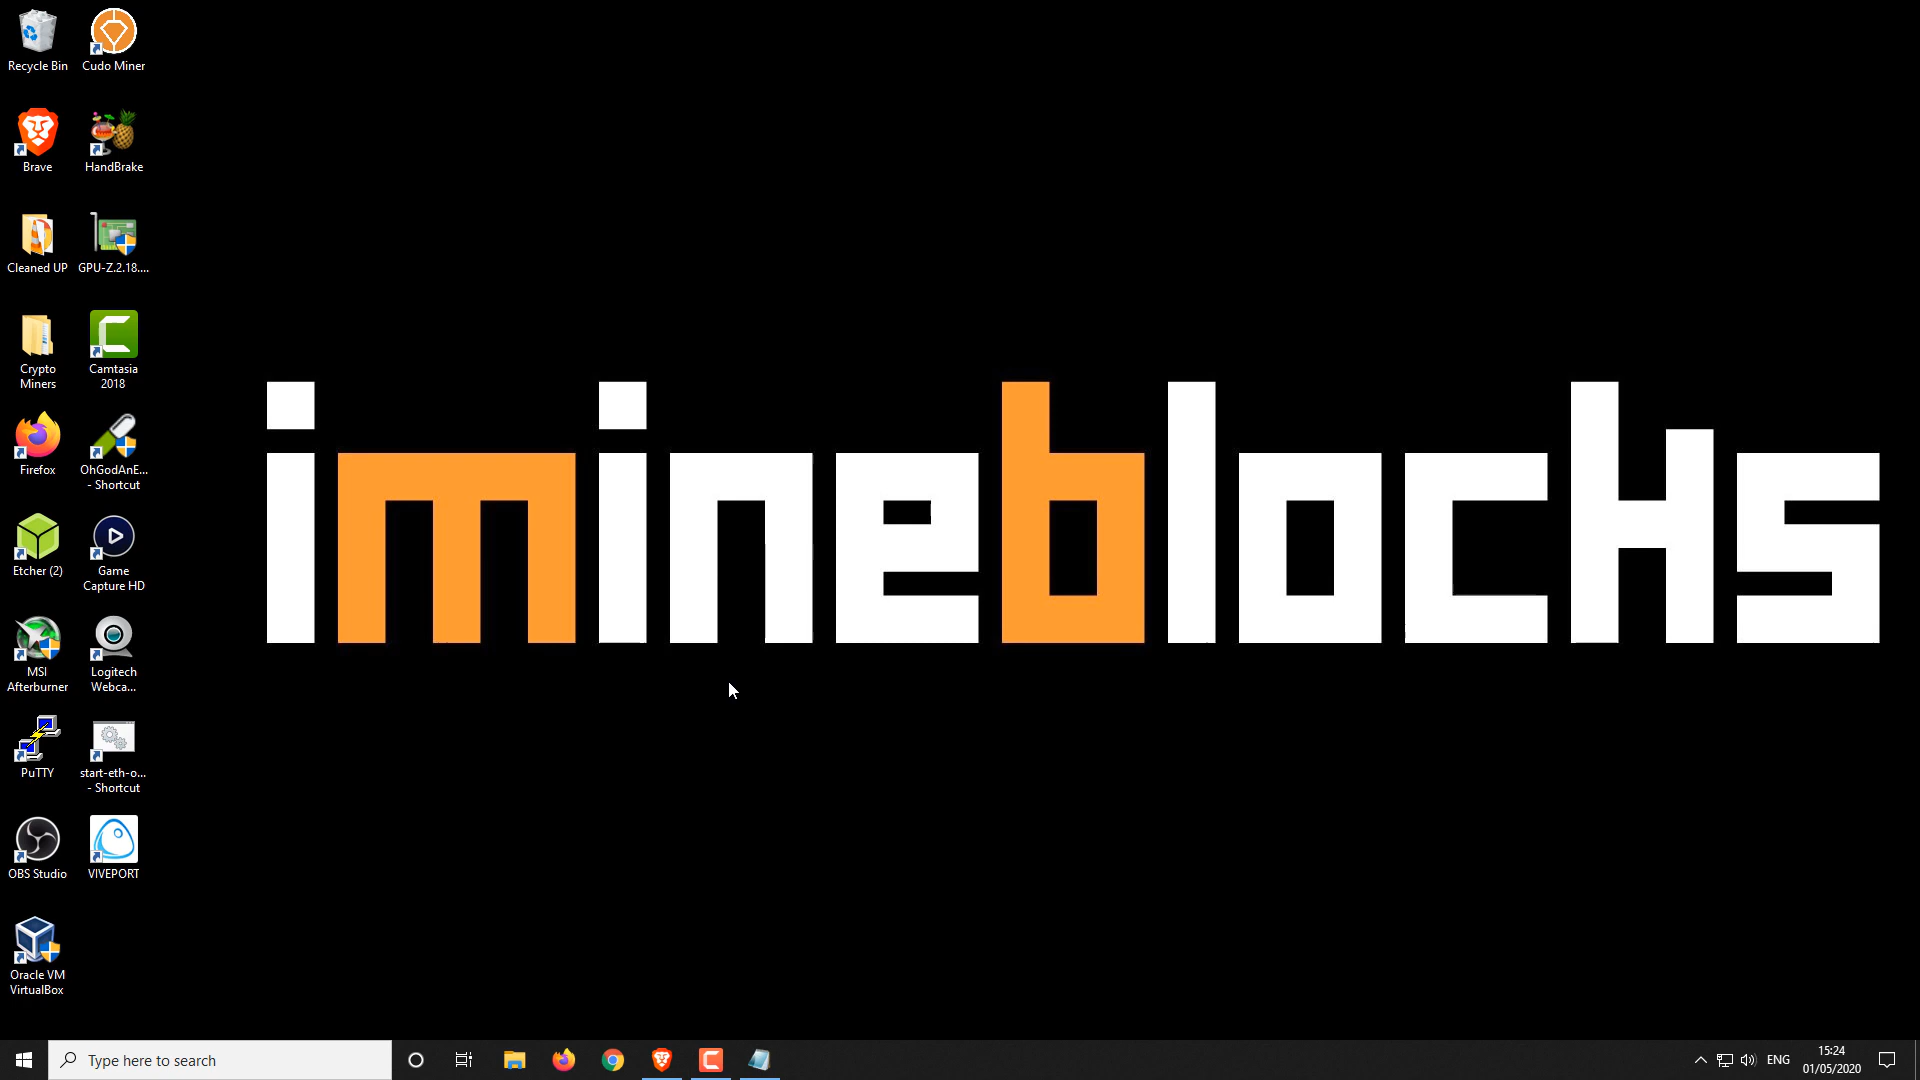 Recycle Bin
Cudo Miner
Brave
HandBrake
Cleaned UP
GPU-Z.2.18....
Crypto
Miners
Camtasia
2018
Firefox
OhGodAnE...
- Shortcut
Etcher (2)
Game
Capture HD
MSI
Afterburner
Logitech
Webca...
PuTTY
start-eth-o...
- Shortcut
OBS Studio
VIVEPORT
Oracle VM
VirtualBox
imineblocks
Type here to search
ENG
15:24
01/05/2020